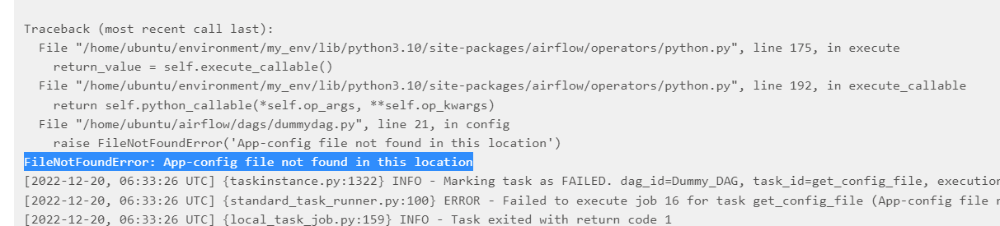 Traceback (most recent call last):
File "/home/ubuntu/environment/my_env/lib/python3.10/site-packages/airflow/operators/python.py", line 175, in execute
return_value = self.execute_callable()
File "/home/ubuntu/environment/my_env/lib/python3.10/site-packages/airflow/operators/python.py", line 192, in execute_callable
return self.python_callable(*self.op_args, **self.op_kwargs)
File "/home/ubuntu/airflow/dags/dummydag.py", line 21, in config
raise FileNotFoundError('App-config file not found in this location')
FileNotFoundError: App-config file not found in this location
[2022-12-20, 06:33:26 UTC] {taskinstance.py:1322} INFO - Marking task as FAILED. dag_id=Dummy_DAG, task_id=get_config_file, execution
[2022-12-20, 06:33:26 UTC] {standard_task_runner.py:100} ERROR - Failed to execute job 16 for task get_config_file (App-config file
[2022-12-20, 06:33:26 UTC] {local_task_job.py:159} INFO - Task exited with return code 1